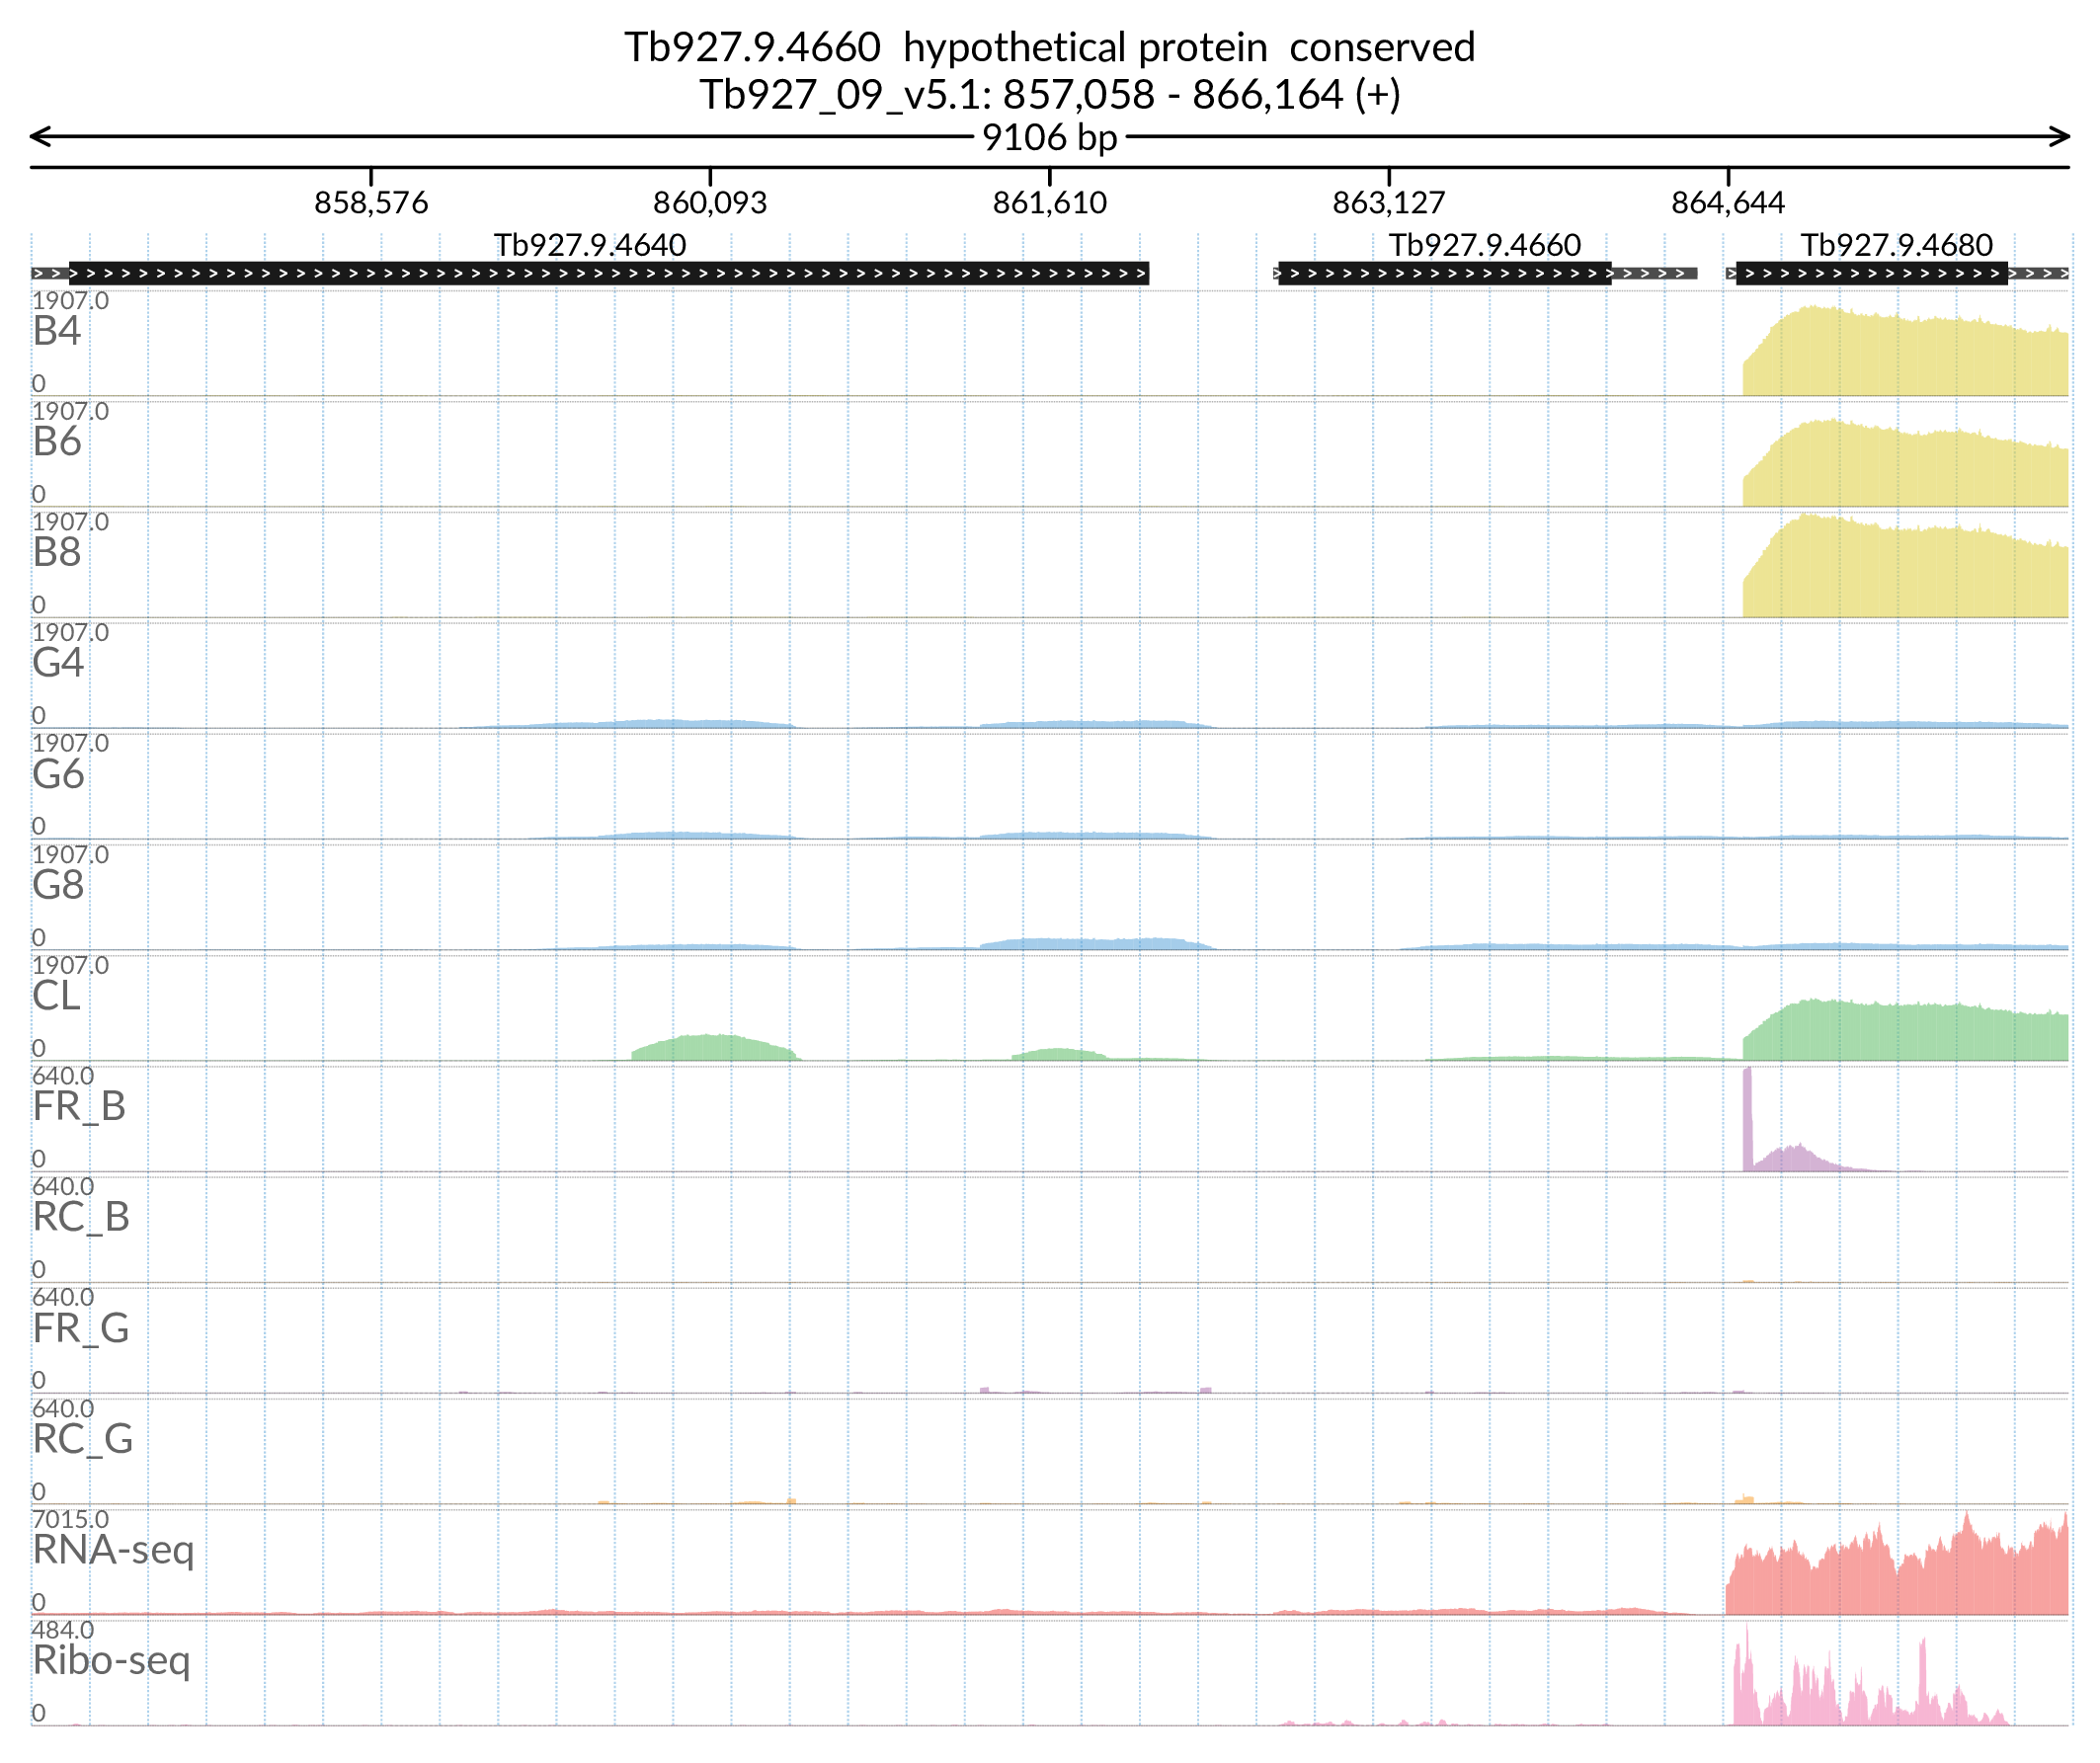 Tb927.9.4660 hypothetical protein conserved
Tb927_09_v5.1: 857,058 - 866,164 (+)
9106 bp
858,576 860,093 861,610 863,127 864,644
Tb927.9.4640 Tb927.9.4660 Tb927.9.4680
1907.0
B4
0
1907.0
B6
0
1907.0
B8
0
1907.0
G4
0
1907.0
G6
0
1907.0
G8
0
1907.0
CL
0
640.0
FR_B
0
640.0
RC_B
0
640.0
FR_G
0
640.0
RC_G
0
7015.0
RNA-seq
0
484.0
Ribo-seq
0